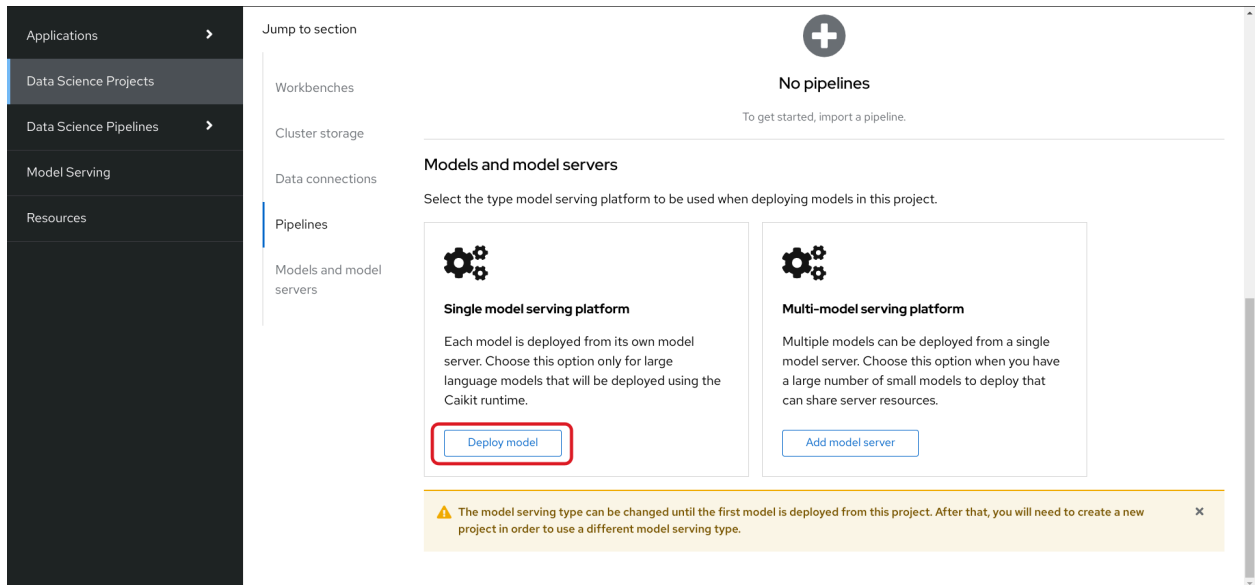 Applications
Data Science Projects
Data Science Pipelines
Model Serving
Resources
Jump to section
Workbenches
Cluster storage
Data connections
Pipelines
Models and model
servers
No pipelines
To get started, import a pipeline.
Models and model servers
Select the type model serving platform to be used when deploying models in this project.
Single model serving platform
Each model is deployed from its own model
server. Choose this option only for large
language models that will be deployed using the
Caikit runtime.
Deploy model
Multi-model serving platform
Multiple models can be deployed from a single
model server. Choose this option when you have
a large number of small models to deploy that
can share server resources.
Add model server
The model serving type can be changed until the first model is deployed from this project. After that, you will need to create a new
project in order to use a different model serving type.